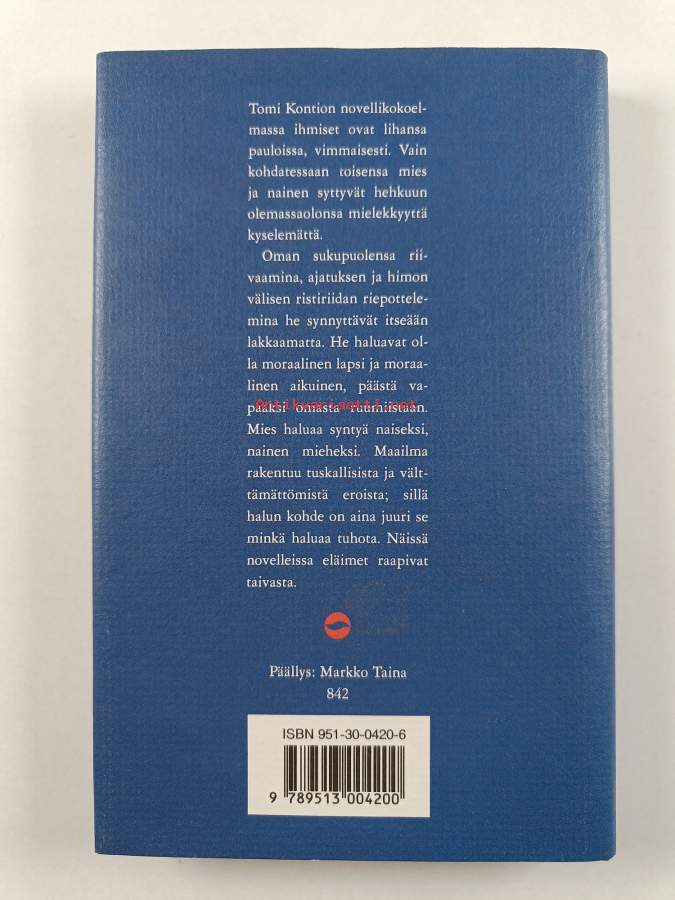 Tomi Kontion novellikokoel-
massa ihmiset ovat lihansa
pauloissa, vimmaisesti. Vain
kohdatessaan toisensa mies
ja nainen syttyvät hehkuun
olemassaolonsa mielekkyyttä
kyselemättä.
Oman sukupuolensa rii-
vaamina, ajatuksen ja himon
välisen ristiriidan riepottele-
mina he synnyttävät itseään
lakkaamatta. He haluavat ol-
la moraalinen lapsi ja moraa-
linen aikuinen, päästä va-
paaksi omasta ruumiistaan.
Antikvariaatti.net
Mies haluaa syntyä naiseksi,
nainen mieheksi. Maailma
rakentuu tuskallisista ja vält-
tämättömistä eroista; sillä
halun kohde on aina juuri se
minkä haluaa tuhota. Näissä
novelleissa eläimet raapivat
taivasta.
Päällys: Markko Taina
842
ISBN 951-30-0420-6
9 789513 004200